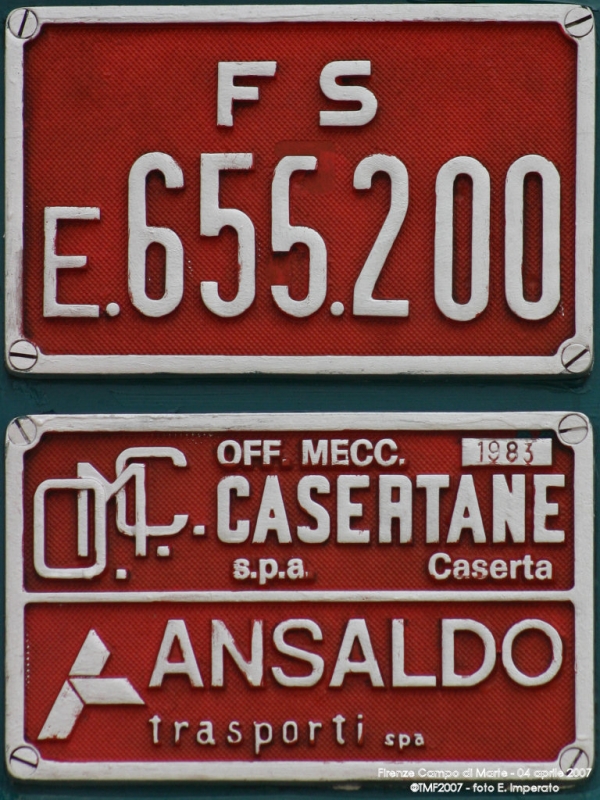 FS
E.655.200
O.M.C. OFF. MECC. 1983
CASERTANE
s.p.a. Caserta
ANSALDO
trasporti spa
Firenze Campo di Marte - 04 aprile 2007
©TMF2007 - foto E. Imperato